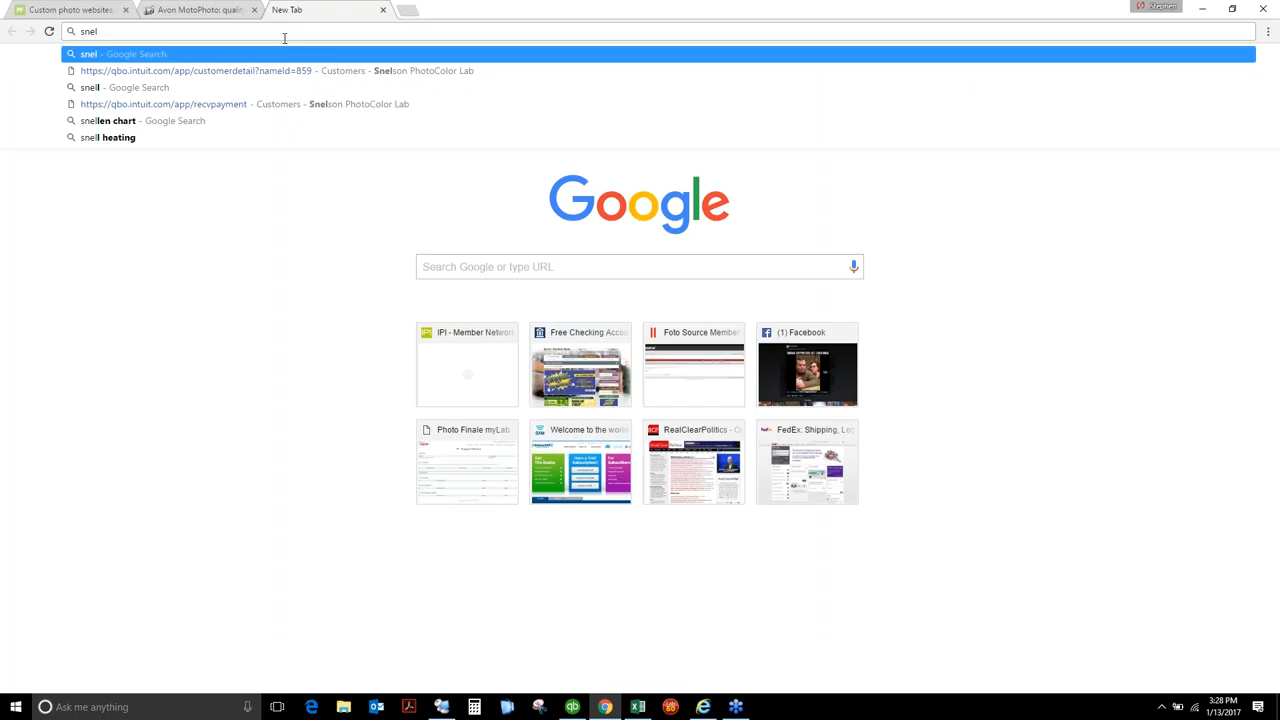 Custom photo websites
Avon MotoPhoto: quality
New Tab
Stephen
snel
snel - Google Search
https://qbo.intuit.com/app/customerdetail?nameId=859 - Customers - Snelson PhotoColor Lab
snell - Google Search
https://qbo.intuit.com/app/recvpayment - Customers - Snelson PhotoColor Lab
snellen chart - Google Search
snell heating
Google
Search Google or type URL
IPI - Member Network
Free Checking Accou
Foto Source Member
(1) Facebook
Photo Finale myLab
Welcome to the worl
RealClearPolitics - O
FedEx: Shipping, Log
Ask me anything
3:28 PM
1/13/2017